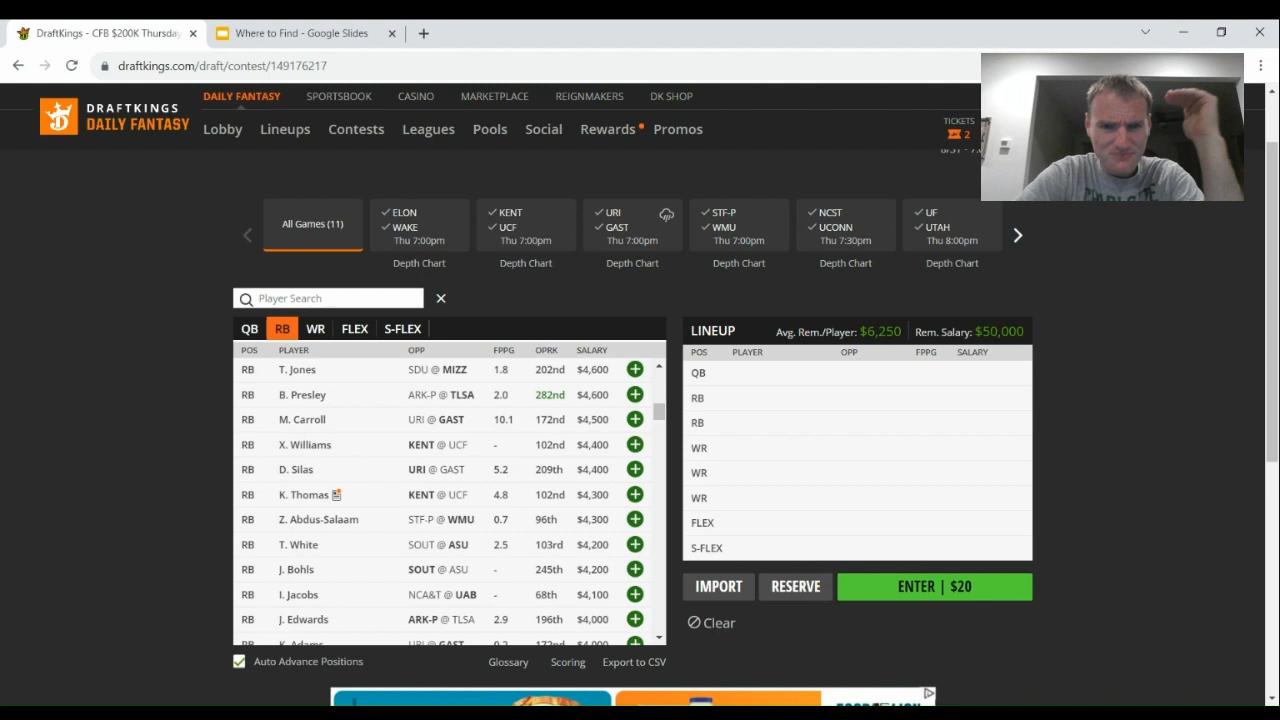 DraftKings - CFB $200K Thursday
Where to Find - Google Slides
draftkings.com/draft/contest/149176217
DRAFTKINGS
DAILY FANTASY
DAILY FANTASY SPORTSBOOK CASINO MARKETPLACE REIGNMAKERS DK SHOP
Lobby Lineups Contests Leagues Pools Social Rewards Promos
TICKETS
2
All Games (11)
ELON
WAKE
Thu 7:00pm
Depth Chart
KENT
UCF
Thu 7:00pm
Depth Chart
URI
GAST
Thu 7:00pm
Depth Chart
STF-P
WMU
Thu 7:00pm
Depth Chart
NCST
UCONN
Thu 7:30pm
Depth Chart
UF
UTAH
Thu 8:00pm
Depth Chart
Player Search
QB RB WR FLEX S-FLEX
POS PLAYER OPP FPPG OPRK SALARY
RB T. Jones SDU @ MIZZ 1.8 202nd $4,600
RB B. Presley ARK-P @ TLSA 2.0 282nd $4,600
RB M. Carroll URI @ GAST 10.1 172nd $4,500
RB X. Williams KENT @ UCF - 102nd $4,400
RB D. Silas URI @ GAST 5.2 209th $4,400
RB K. Thomas KENT @ UCF 4.8 102nd $4,300
RB Z. Abdus-Salaam STF-P @ WMU 0.7 96th $4,300
RB T. White SOUT @ ASU 2.5 103rd $4,200
RB J. Bohls SOUT @ ASU - 245th $4,200
RB I. Jacobs NCA&T @ UAB - 68th $4,100
RB J. Edwards ARK-P @ TLSA 2.9 196th $4,000
RB K. Adams URI @ GAST 0.2 172nd $4,000
Auto Advance Positions
Glossary Scoring Export to CSV
LINEUP Avg. Rem./Player: $6,250 Rem. Salary: $50,000
POS PLAYER OPP FPPG SALARY
QB
RB
RB
WR
WR
WR
FLEX
S-FLEX
IMPORT RESERVE ENTER | $20
Clear